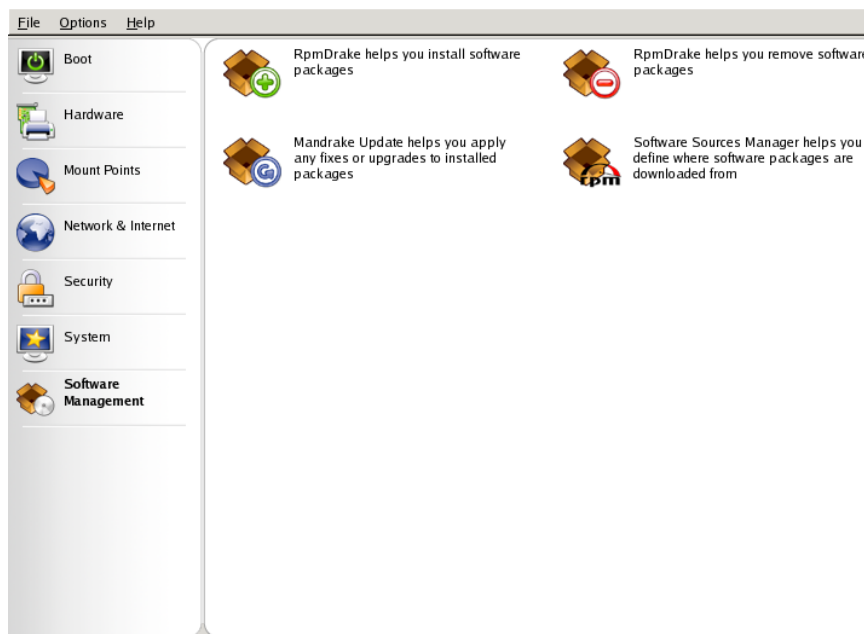 File Options Help
Boot
Hardware
Mount Points
Network & Internet
Security
System
Software
Management
RpmDrake helps you install software
packages
RpmDrake helps you remove software
packages
Mandrake Update helps you apply
any fixes or upgrades to installed
packages
Software Sources Manager helps you
define where software packages are
downloaded from
rpm